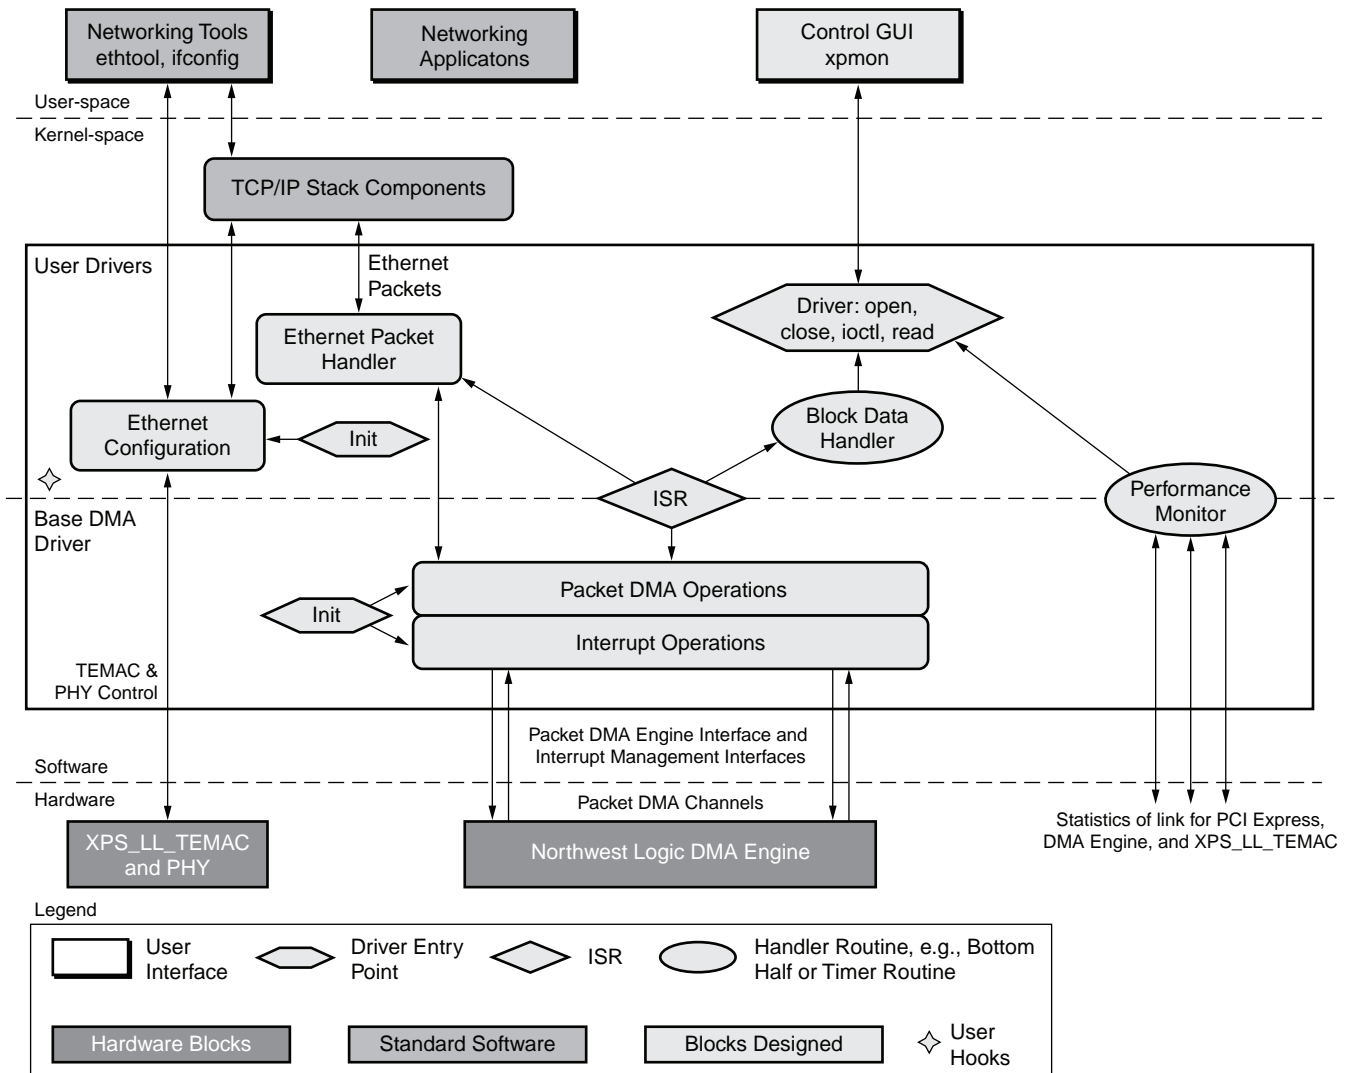 Networking Tools
ethtool, ifconfig
Networking
Applicatons
Control GUI
xpmon
User-space
Kernel-space
TCP/IP Stack Components
User Drivers
Ethernet
Packets
Driver: open,
close, ioctl, read
Ethernet Packet
Handler
Ethernet
Configuration
Init
Block Data
Handler
ISR
Performance
Monitor
Base DMA
Driver
Packet DMA Operations
Init
Interrupt Operations
TEMAC &
PHY Control
Packet DMA Engine Interface and
Interrupt Management Interfaces
Software
Hardware
Packet DMA Channels
Statistics of link for PCI Express,
DMA Engine, and XPS_LL_TEMAC
XPS_LL_TEMAC
and PHY
Northwest Logic DMA Engine
Legend
User
Interface
Driver Entry
Point
ISR
Handler Routine, e.g., Bottom
Half or Timer Routine
Hardware Blocks
Standard Software
Blocks Designed
User
Hooks